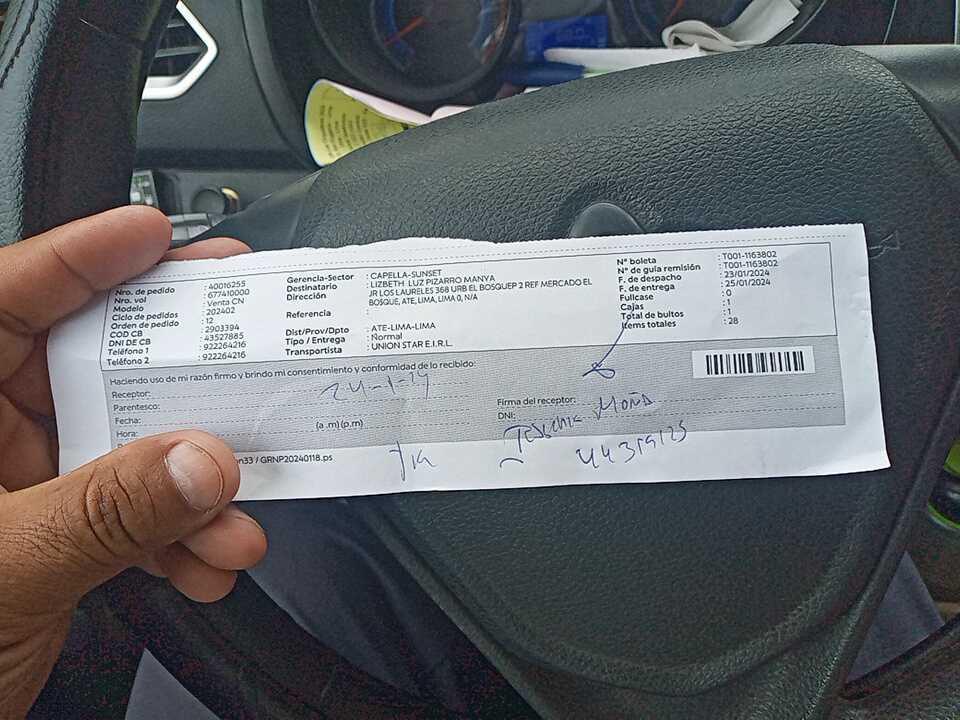 Nro. de pedido : 40016255
Nro. vol : 677410000
Modelo : Venta CN
Ciclo de pedidos : 202402
Orden de pedido : 12
COD CB : 2903394
DNI DE CB : 43527885
Teléfono 1 : 922264216
Teléfono 2 : 922264216
Gerencia-Sector : CAPELLA-SUNSET
Destinatario : LIZBETH LUZ PIZARRO MANYA
Dirección : JR LOS LAURELES 368 URB EL BOSQUEP 2 REF MERCADO EL
BOSQUE, ATE, LIMA, LIMA 0, N/A
Referencia :
Dist/Prov/Dpto : ATE-LIMA-LIMA
Tipo / Entrega : Normal
Transportista : UNION STAR E.I.R.L.
N° boleta : T001-1163802
N° de guía remisión : T001-1163802
F. de despacho : 23/01/2024
F. de entrega : 25/01/2024
Fullcase : 0
Cajas : 1
Total de bultos : 1
Items totales : 28
Haciendo uso de mi razón firmo y brindo mi consentimiento y conformidad de lo recibido:
Receptor:
Parentesco:
Fecha:
Hora:
(a.m)(p.m)
24-1-24
Firma del receptor:
DNI:
n33 / GRNP20240118.ps
Tia
44319125